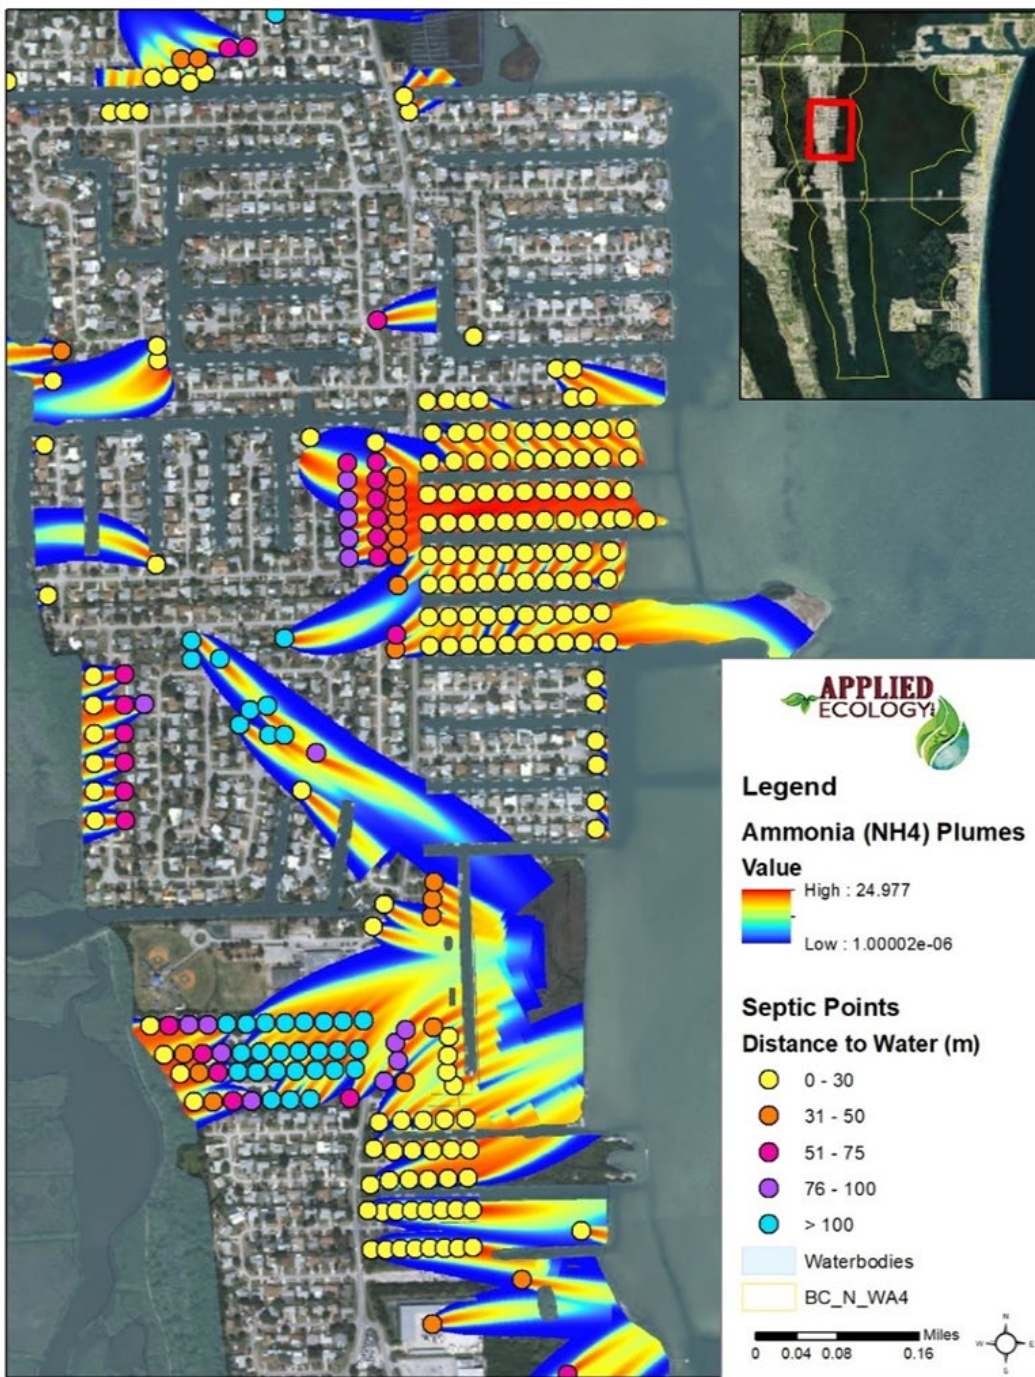 APPLIED
ECOLOGY
Legend
Ammonia (NH4) Plumes
Value
High : 24.977
Low : 1.00002e-06
Septic Points
Distance to Water (m)
0 - 30
31 - 50
51 - 75
76 - 100
> 100
Waterbodies
BC_N_WA4
Miles
0 0.04 0.08 0.16
N
W E
S